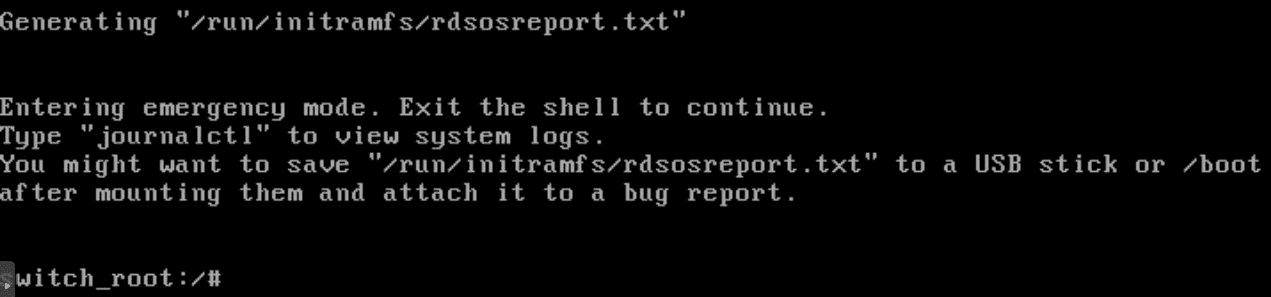 Generating "/run/initramfs/rdsosreport.txt"
Entering emergency mode. Exit the shell to continue.
Type "journalctl" to view system logs.
You might want to save "/run/initramfs/rdsosreport.txt" to a USB stick or /boot
after mounting them and attach it to a bug report.
switch_root:/#